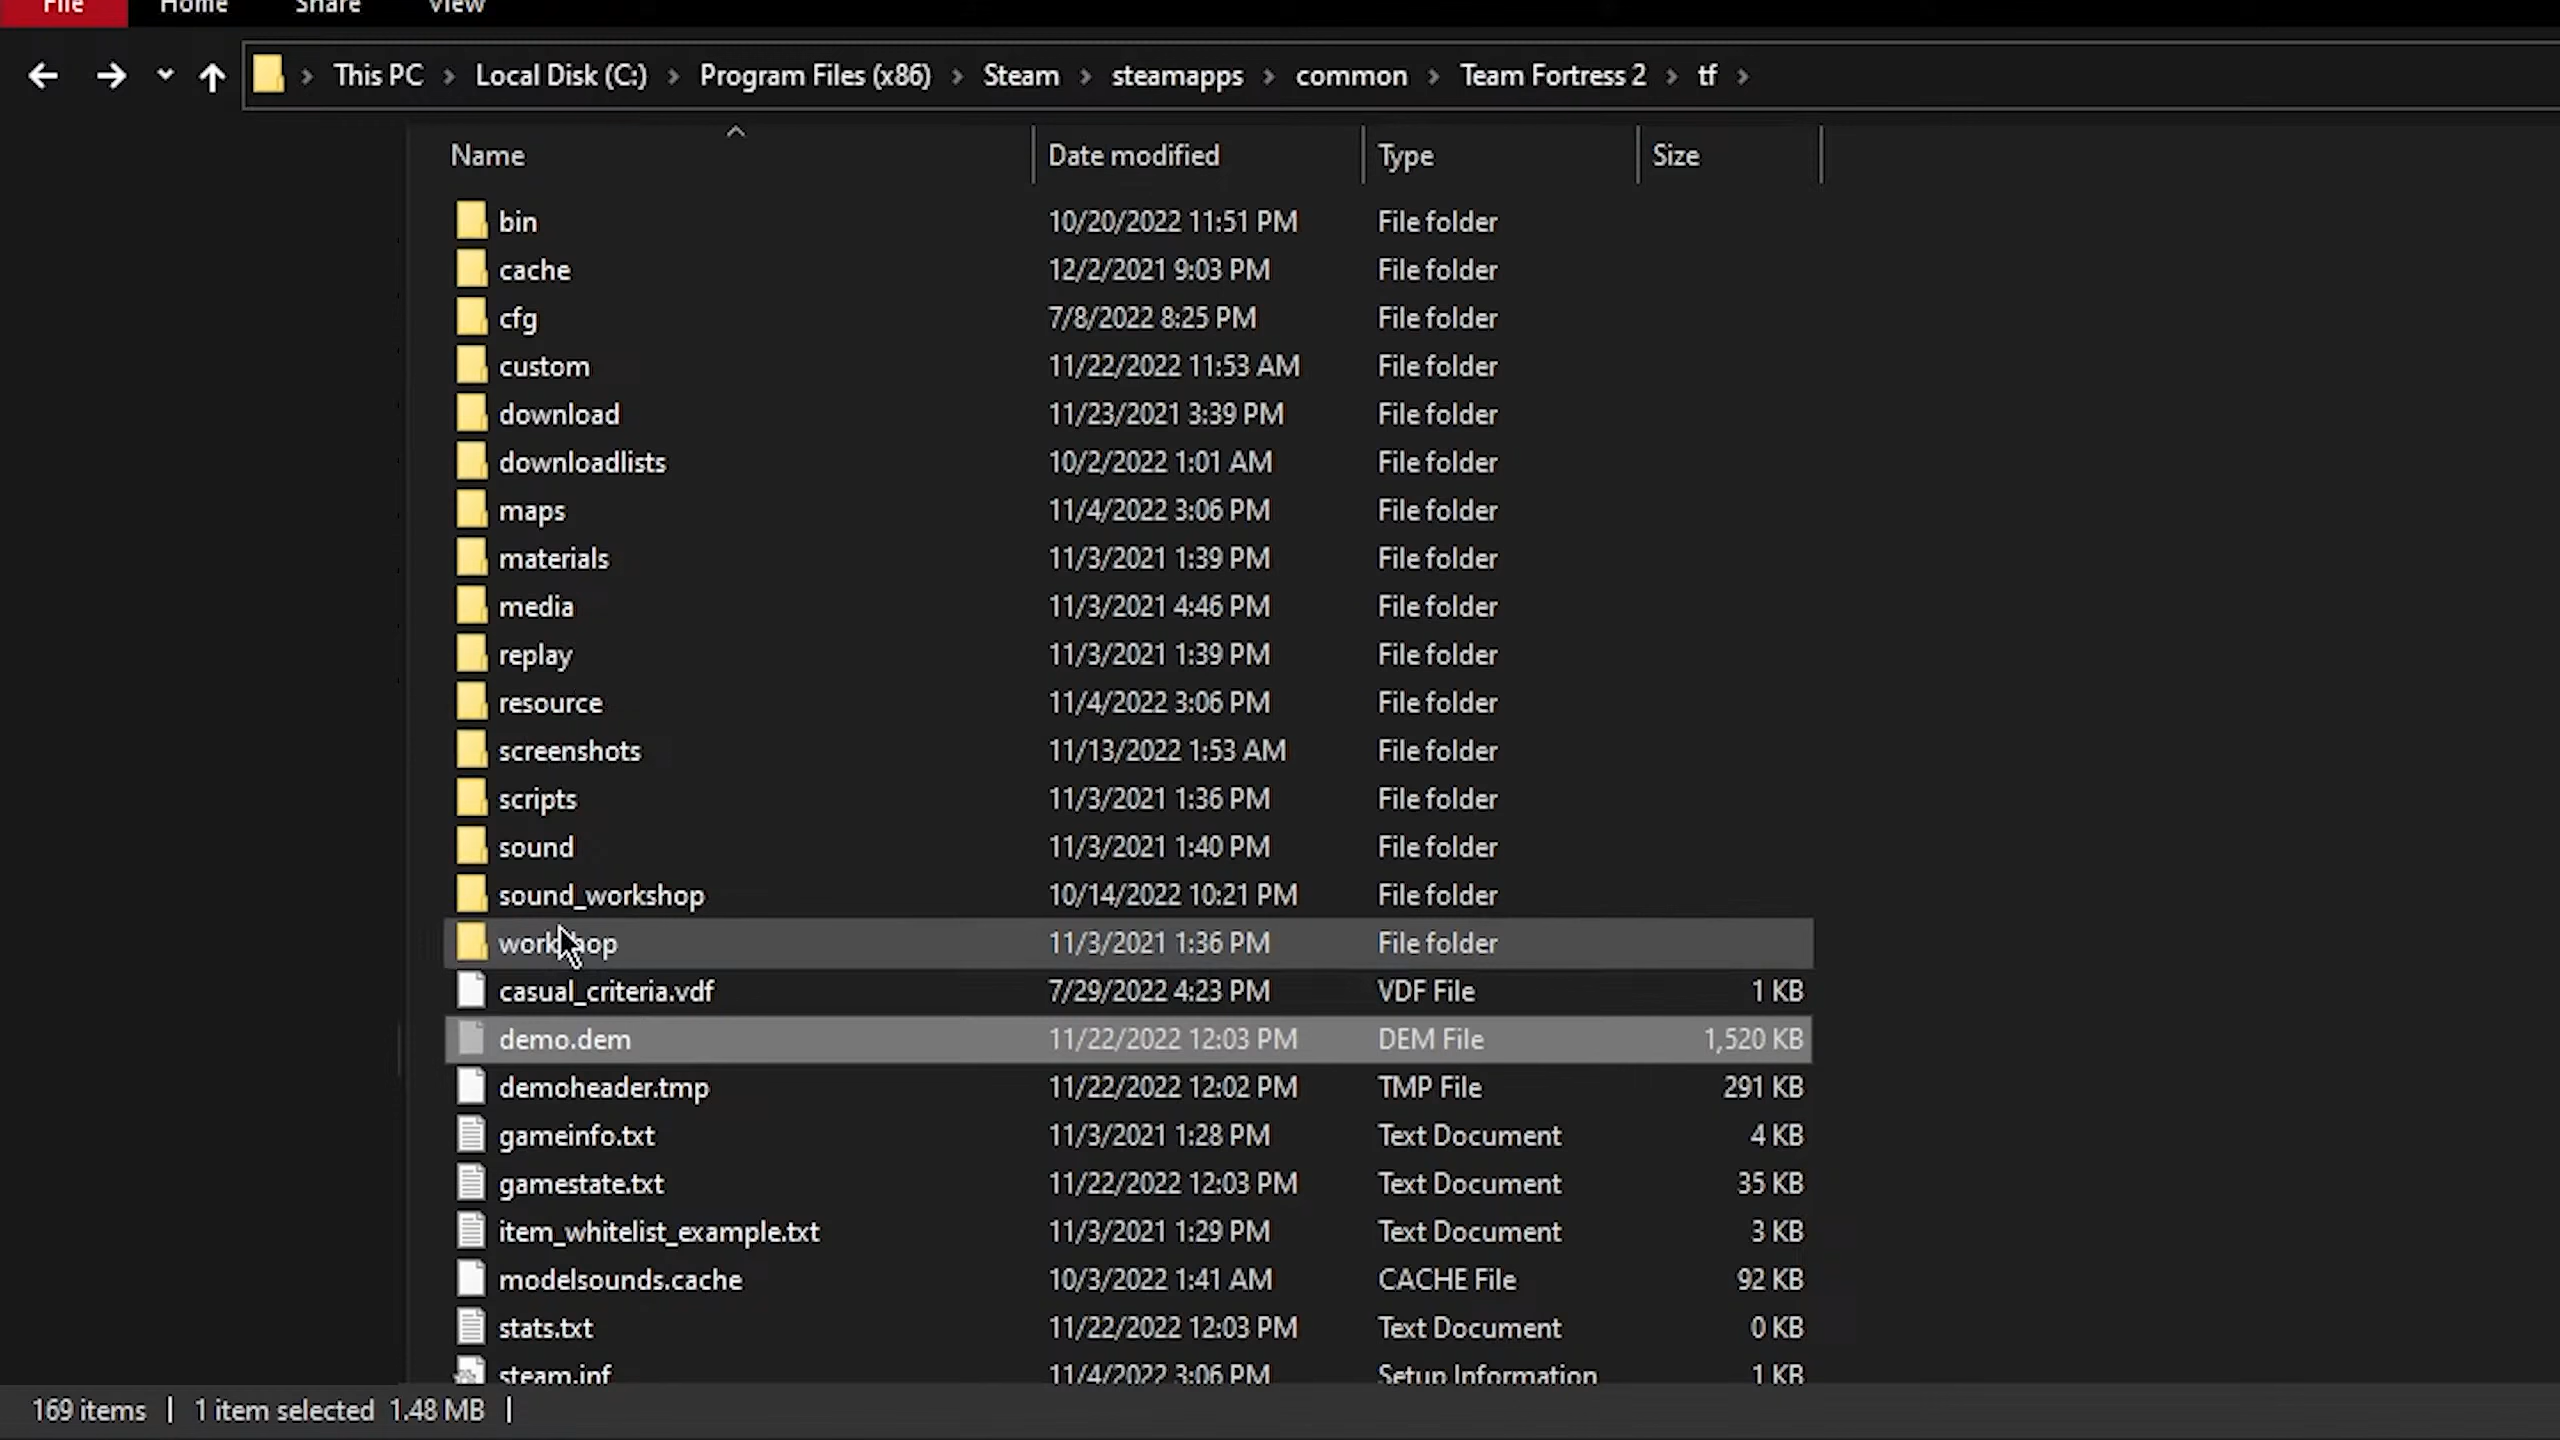 File Home Share View
This PC Local Disk (C:) Program Files (x86) Steam steamapps common Team Fortress 2 tf
Name Date modified Type Size
bin 10/20/2022 11:51 PM File folder
cache 12/2/2021 9:03 PM File folder
cfg 7/8/2022 8:25 PM File folder
custom 11/22/2022 11:53 AM File folder
download 11/23/2021 3:39 PM File folder
downloadlists 10/2/2022 1:01 AM File folder
maps 11/4/2022 3:06 PM File folder
materials 11/3/2021 1:39 PM File folder
media 11/3/2021 4:46 PM File folder
replay 11/3/2021 1:39 PM File folder
resource 11/4/2022 3:06 PM File folder
screenshots 11/13/2022 1:53 AM File folder
scripts 11/3/2021 1:36 PM File folder
sound 11/3/2021 1:40 PM File folder
sound_workshop 10/14/2022 10:21 PM File folder
workshop 11/3/2021 1:36 PM File folder
casual_criteria.vdf 7/29/2022 4:23 PM VDF File 1 KB
demo.dem 11/22/2022 12:03 PM DEM File 1,520 KB
demoheader.tmp 11/22/2022 12:02 PM TMP File 291 KB
gameinfo.txt 11/3/2021 1:28 PM Text Document 4 KB
gamestate.txt 11/22/2022 12:03 PM Text Document 35 KB
item_whitelist_example.txt 11/3/2021 1:29 PM Text Document 3 KB
modelsounds.cache 10/3/2022 1:41 AM CACHE File 92 KB
stats.txt 11/22/2022 12:03 PM Text Document 0 KB
steam.inf 11/4/2022 3:06 PM Setup Information 1 KB
169 items 1 item selected 1.48 MB